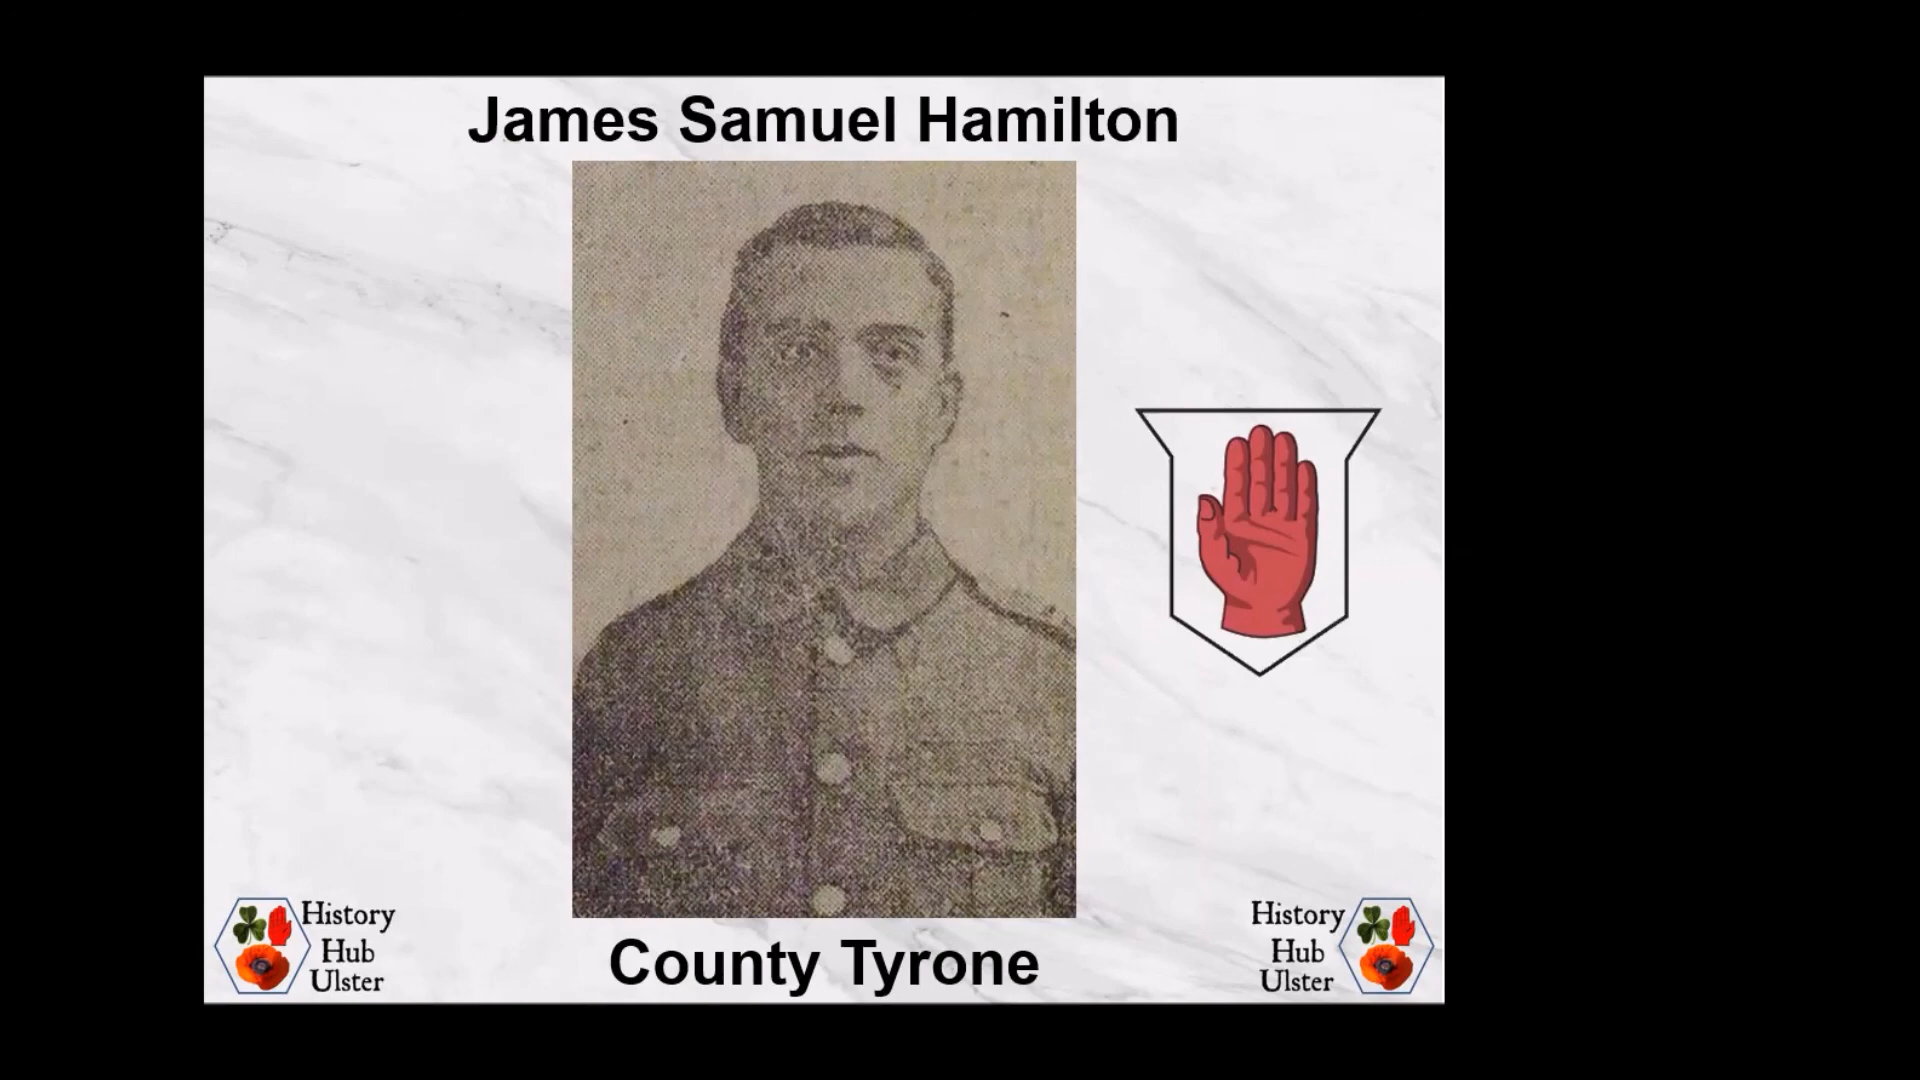 James Samuel Hamilton
County Tyrone
History
Hub
Ulster
History
Hub
Ulster